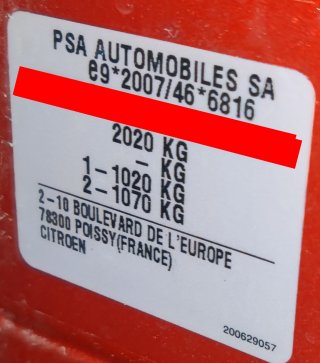 PSA AUTOMOBILES SA
e9*2007/46*6816
2020 KG
- KG
1-1020 KG
2-1070 KG
2-10 BOULEVARD DE L'EUROPE
78300 POISSY(FRANCE)
CITROEN
200629057